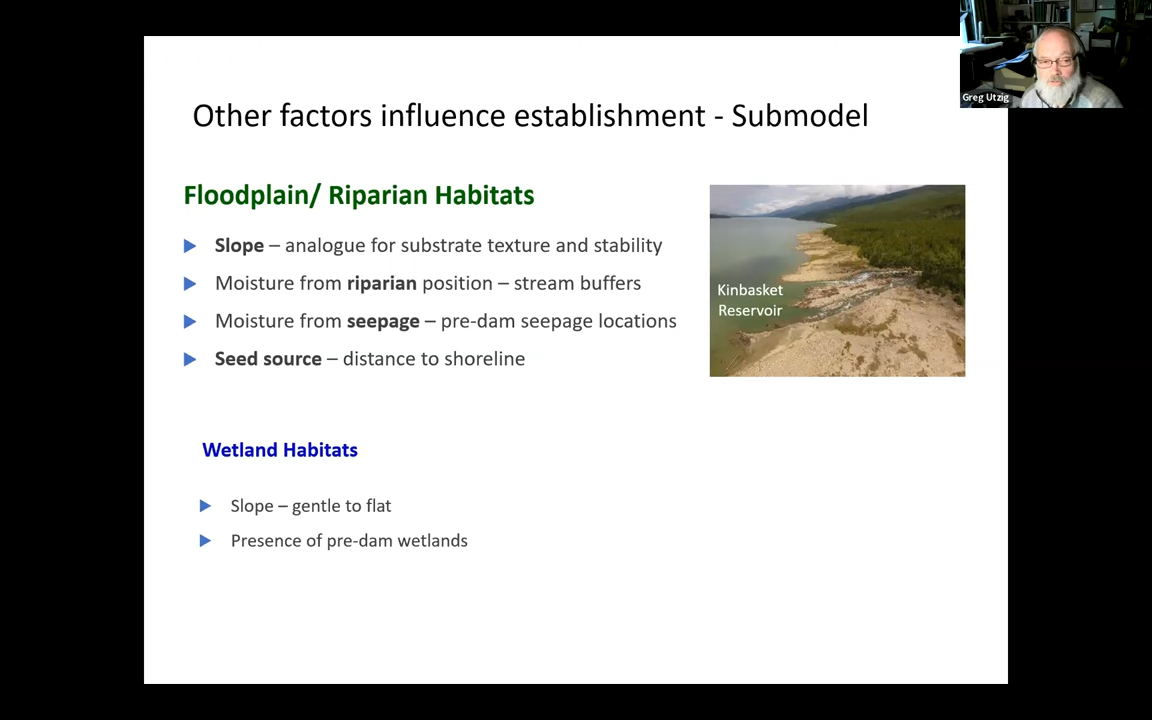 Greg Utzig
Other factors influence establishment - Submodel
Floodplain/ Riparian Habitats
Slope – analogue for substrate texture and stability
Moisture from riparian position – stream buffers
Moisture from seepage – pre-dam seepage locations
Seed source – distance to shoreline
Kinbasket
Reservoir
Wetland Habitats
Slope – gentle to flat
Presence of pre-dam wetlands